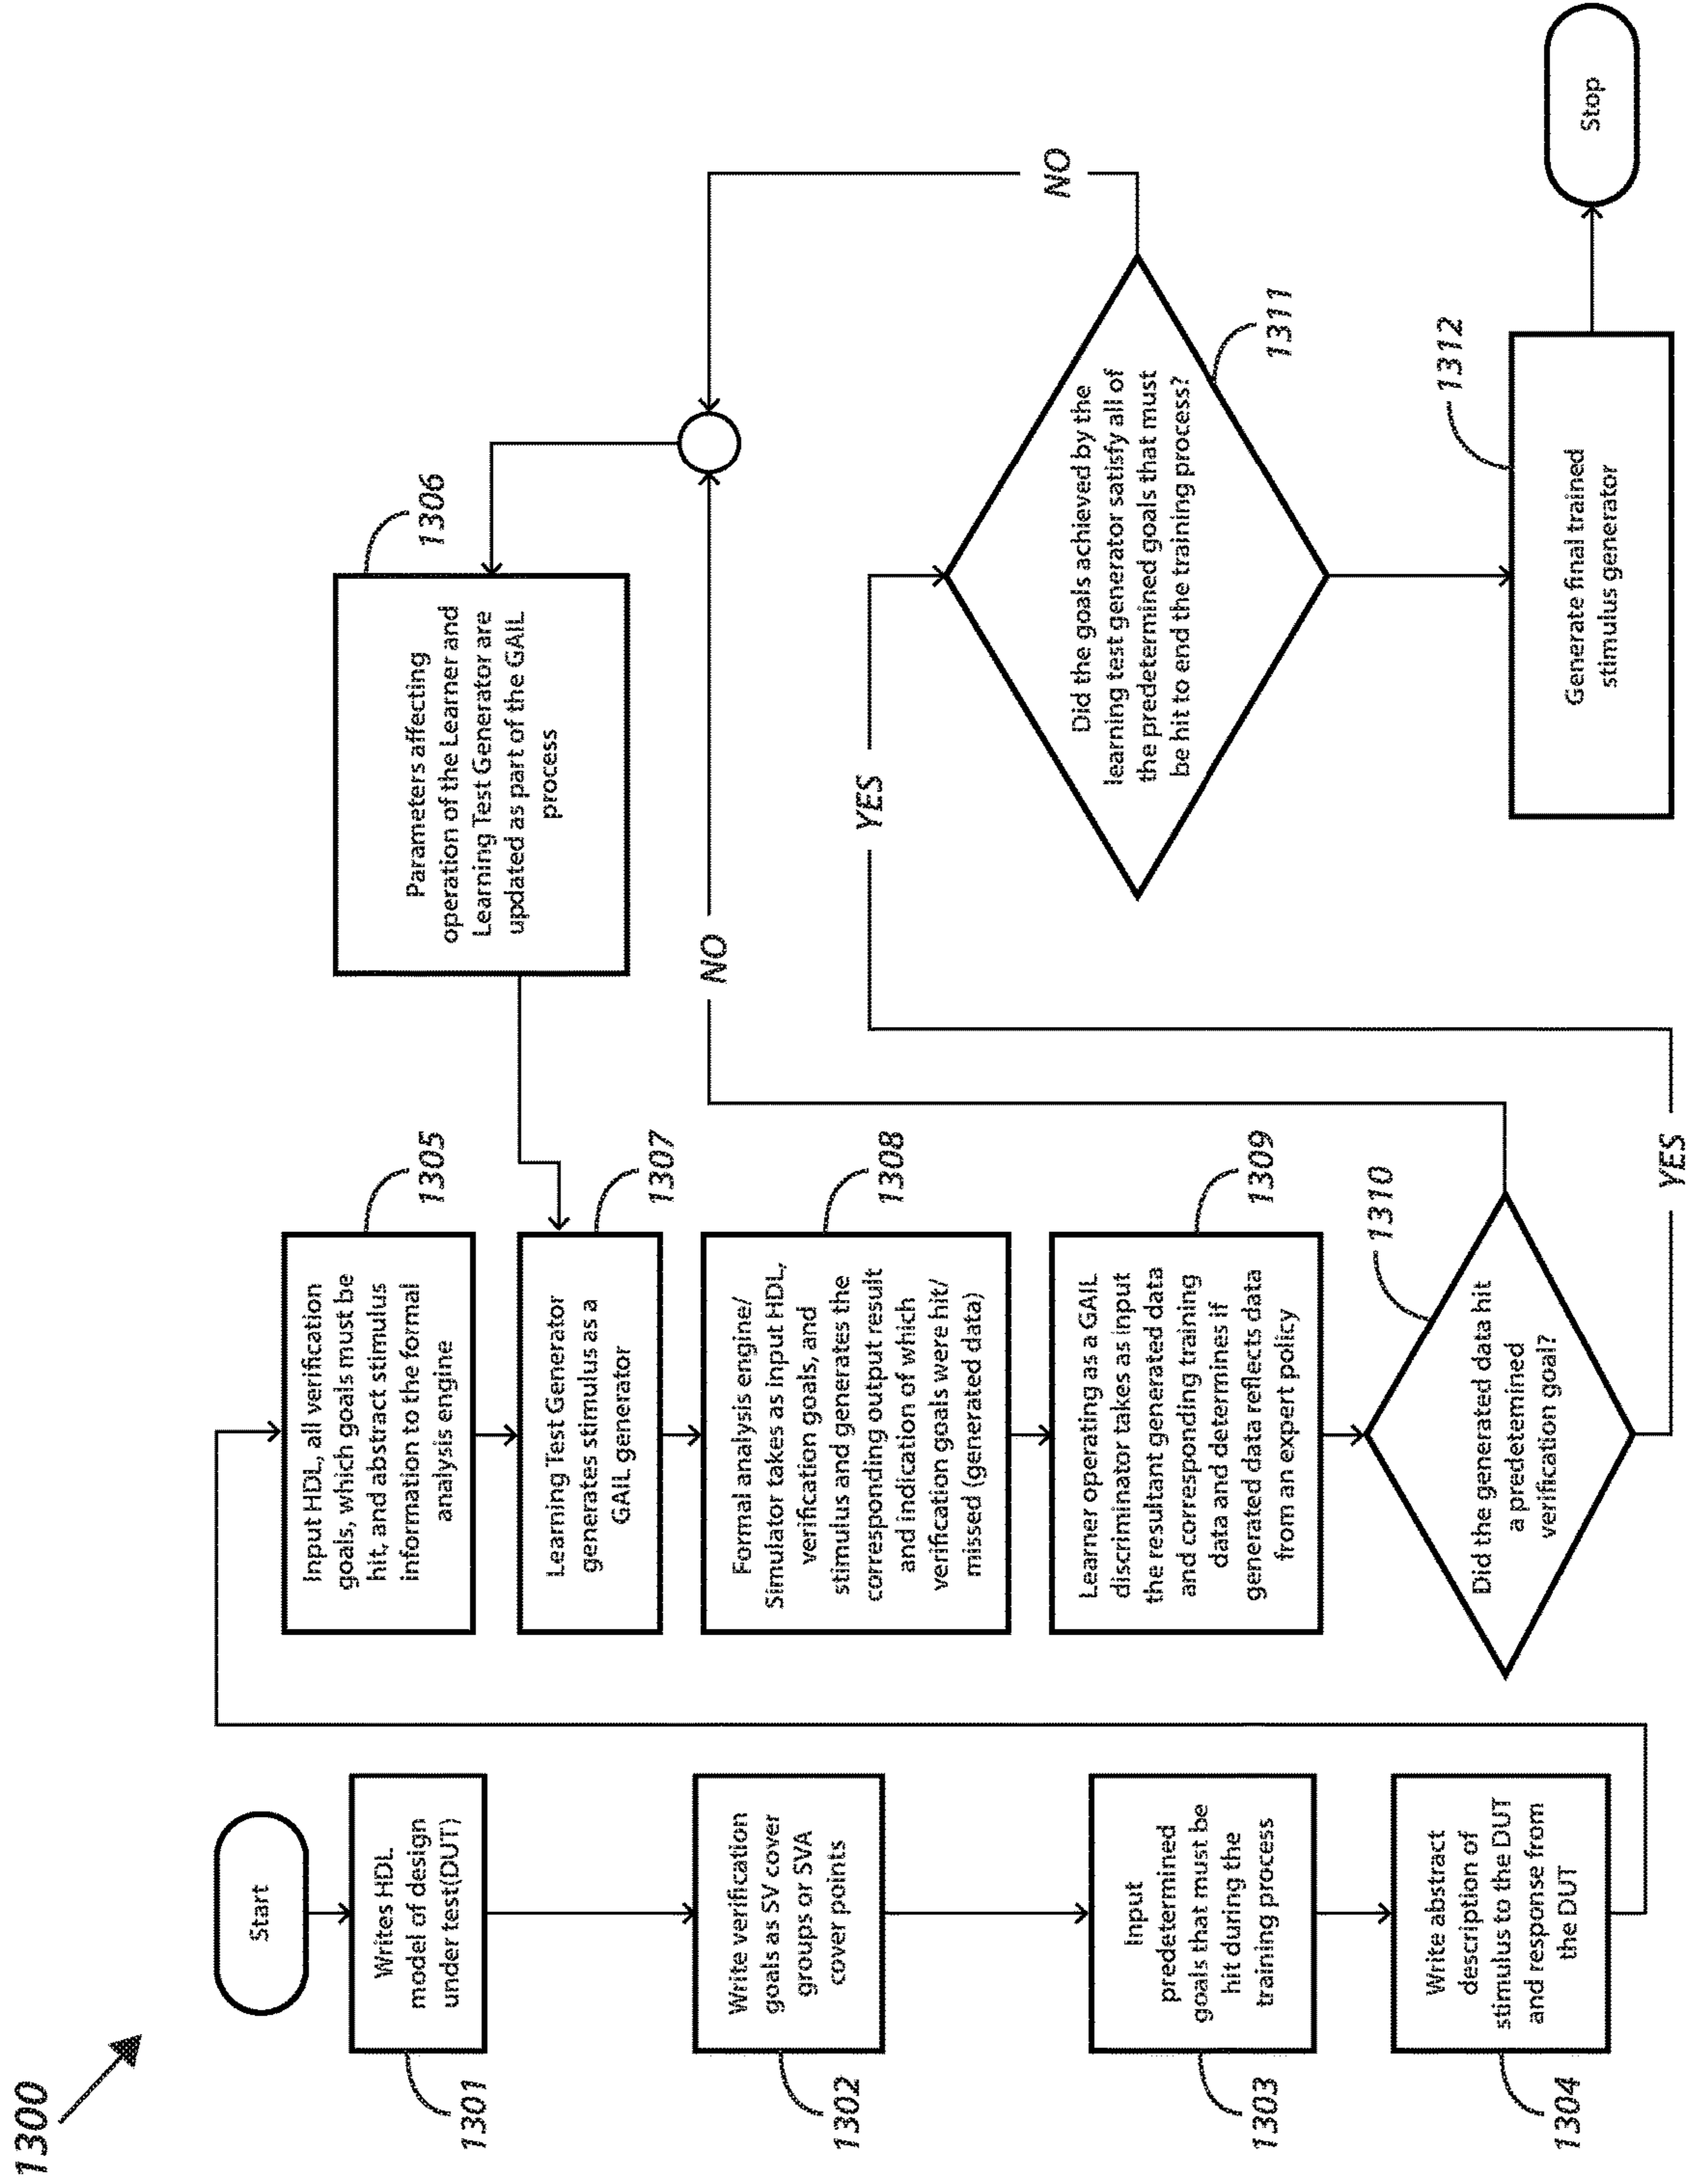 1300
Start
Writes HDL
model of design
under test(DUT)
1301
Write verification
goals as SV cover
groups or SVA
cover points
1302
Input
predetermined
goals that must be
hit during the
training process
1303
Write abstract
description of
stimulus to the DUT
and response from
the DUT
1304
Input HDL, all verification
goals, which goals must be
hit, and abstract stimulus
information to the formal
analysis engine
1305
Learning Test Generator
generates stimulus as a
GAIL generator
1307
Formal analysis engine/
Simulator takes as input HDL,
verification goals, and
stimulus and generates the
corresponding output result
and indication of which
verification goals were hit/
missed (generated data)
1308
Learner operating as a GAIL
discriminator takes as input
the resultant generated data
and corresponding training
data and determines if
generated data reflects data
from an expert policy
1309
Did the generated data hit
a predeteemined
verification goal?
1310
YES
NO
Parameters affecting
operation of the Learner and
Learning Test Generator are
updated as part of the GAIL
process
1306
YES
NO
Did the goals achieved by the
learning test generator satisfy all of
the predetermined goals that must
be hit to end the training process?
1311
Generate final trained
stimulus generator
1312
Stop